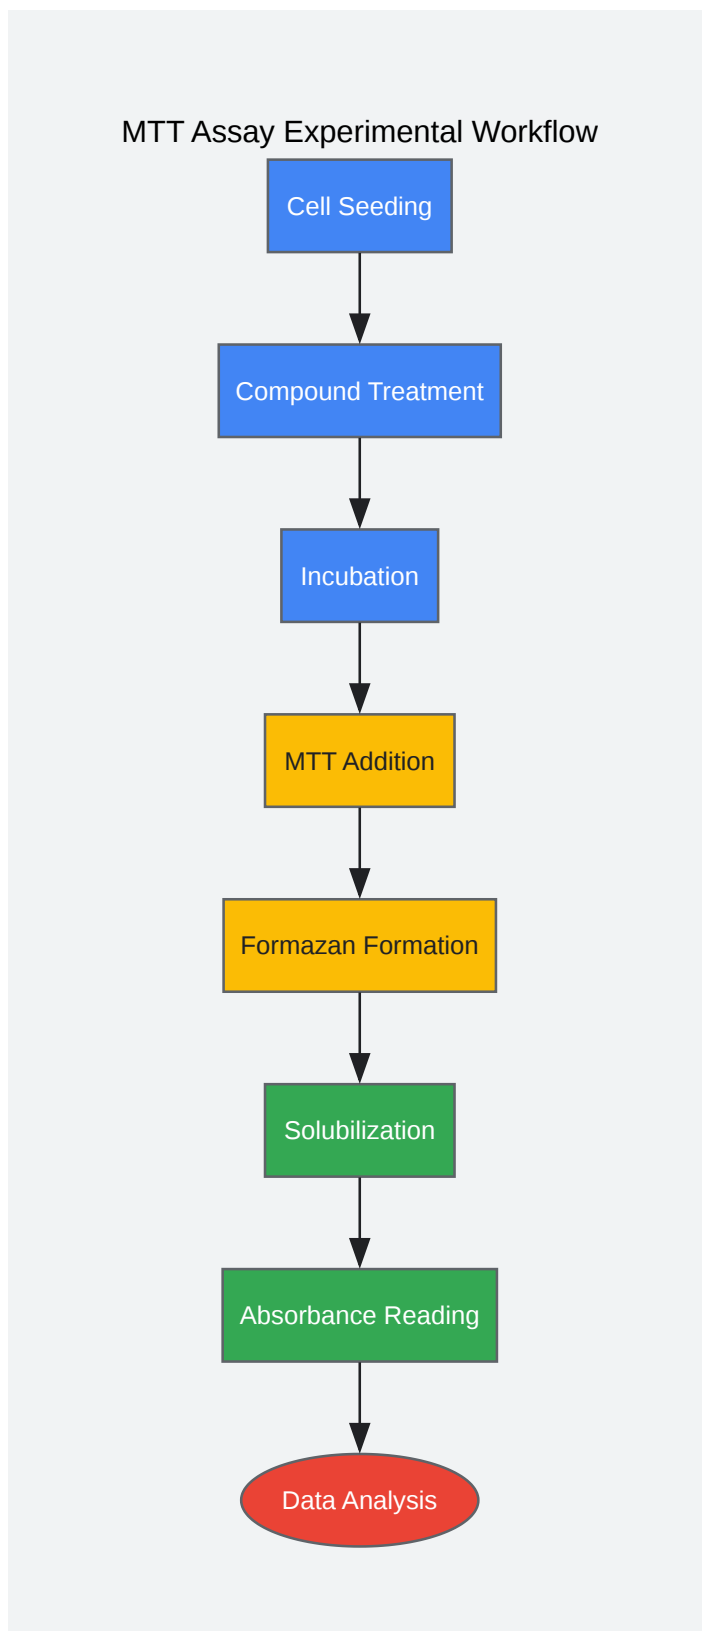 MTT Assay Experimental Workflow
Cell Seeding
Compound Treatment
Incubation
MTT Addition
Formazan Formation
Solubilization
Absorbance Reading
Data Analysis